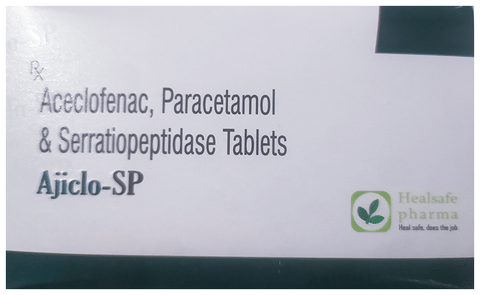 Rx
Aceclofenac, Paracetamol
& Serratiopeptidase Tablets
Ajiclo-SP
Healsafe
pharma
Heal safe, does the job